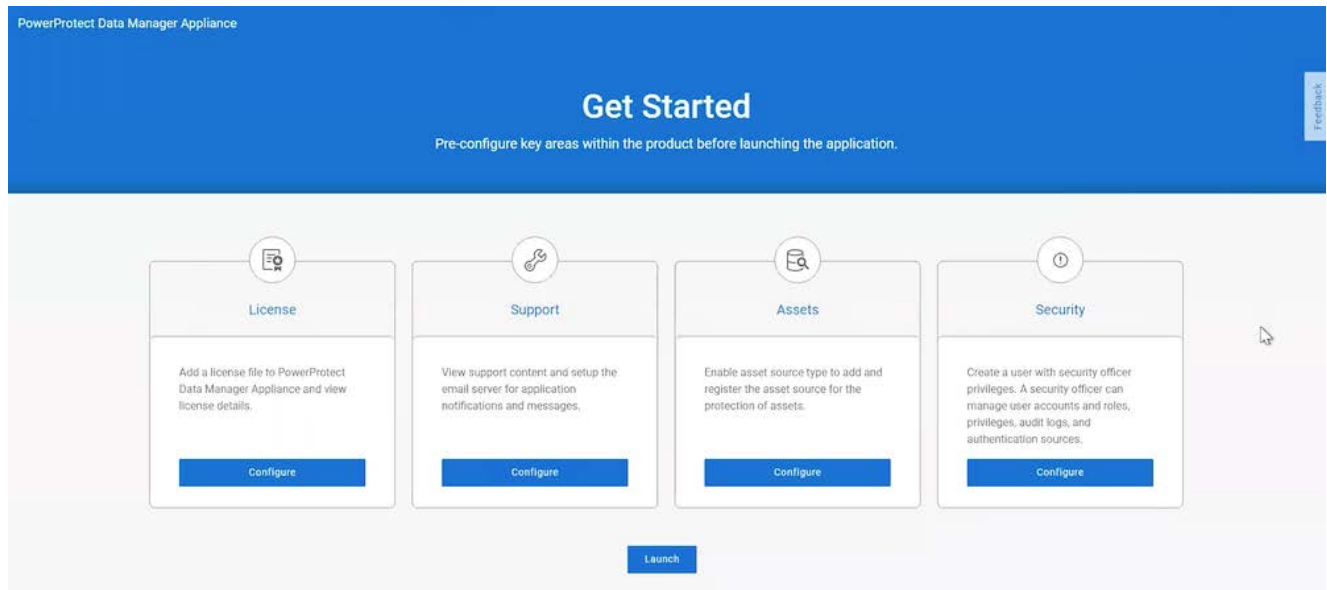 PowerProtect Data Manager Appliance
Get Started
Pre-configure key areas within the product before launching the application.
Feedback
License
Add a license file to PowerProtect
Data Manager Appliance and view
license details.
Configure
Support
View support content and setup the
email server for application
notifications and messages.
Configure
Assets
Enable asset source type to add and
register the asset source for the
protection of assets.
Configure
Security
Create a user with security officer
privileges. A security officer can
manage user accounts and roles,
privileges, audit logs, and
authentication sources.
Configure
Launch